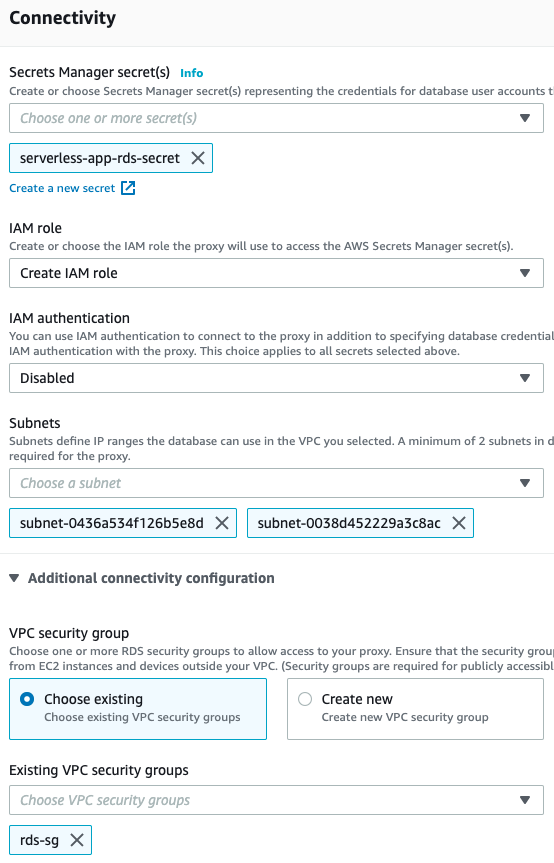 Connectivity
Secrets Manager secret(s) Info
Create or choose Secrets Manager secret(s) representing the credentials for database user accounts t
Choose one or more secret(s)
serverless-app-rds-secret
Create a new secret
IAM role
Create or choose the IAM role the proxy will use to access the AWS Secrets Manager secret(s).
Create IAM role
IAM authentication
You can use IAM authentication to connect to the proxy in addition to specifying database credential
IAM authentication with the proxy. This choice applies to all secrets selected above.
Disabled
Subnets
Subnets define IP ranges the database can use in the VPC you selected. A minimum of 2 subnets in d
required for the proxy.
Choose a subnet
subnet-0436a534f126b5e8d subnet-0038d452229a3c8ac
Additional connectivity configuration
VPC security group
Choose one or more RDS security groups to allow access to your proxy. Ensure that the security grou
from EC2 instances and devices outside your VPC. (Security groups are required for publicly accessibl
Choose existing Create new
Choose existing VPC security groups Create new VPC security group
Existing VPC security groups
Choose VPC security groups
rds-sg